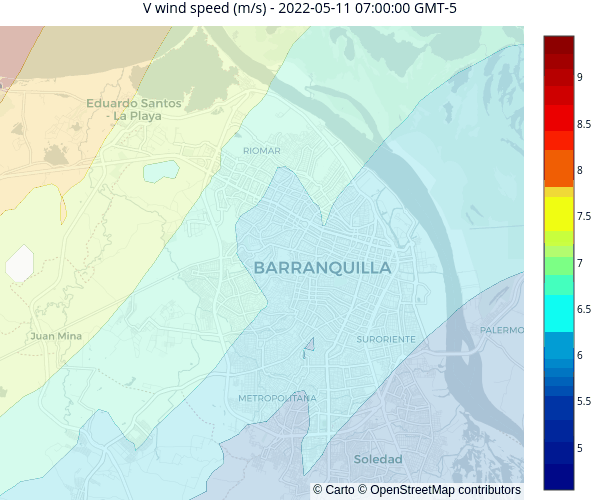 V wind speed (m/s) - 2022-05-11 07:00:00 GMT-5
Eduardo Santos
- La Playa
RIOMAR
BARRANQUILLA
Juan Mina
SURORIENTE
PALERMO
METROPOLITANA
Soledad
© Carto © OpenStreetMap contributors
9
8.5
8
7.5
7
6.5
6
5.5
5